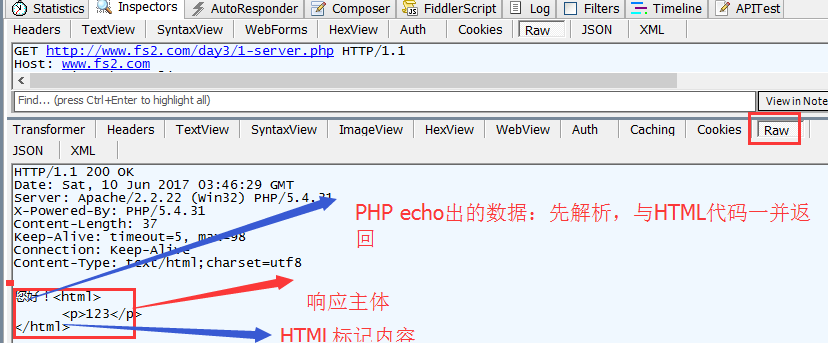 Statistics Inspectors AutoResponder Composer FiddlerScript Log Filters Timeline APITest
Headers TextView SyntaxView WebForms HexView Auth Cookies Raw JSON XML
GET http://www.fs2.com/day3/1-server.php HTTP/1.1
Host: www.fs2.com
Find... (press Ctrl+Enter to highlight all) View in Note
Transformer Headers TextView SyntaxView ImageView HexView WebView Auth Caching Cookies Raw
JSON XML
HTTP/1.1 200 OK
Date: Sat, 10 Jun 2017 03:46:29 GMT
Server: Apache/2.2.22 (Win32) PHP/5.4.31
X-Powered-By: PHP/5.4.31
Content-Length: 37
Keep-Alive: timeout=5, max=98
Connection: Keep-Alive
Content-Type: text/html;charset=utf8
PHP echo出的数据：先解析，与HTML代码一并返
回
您好！<html>
<p>123</p>
</html>
响应主体
HTML标记内容